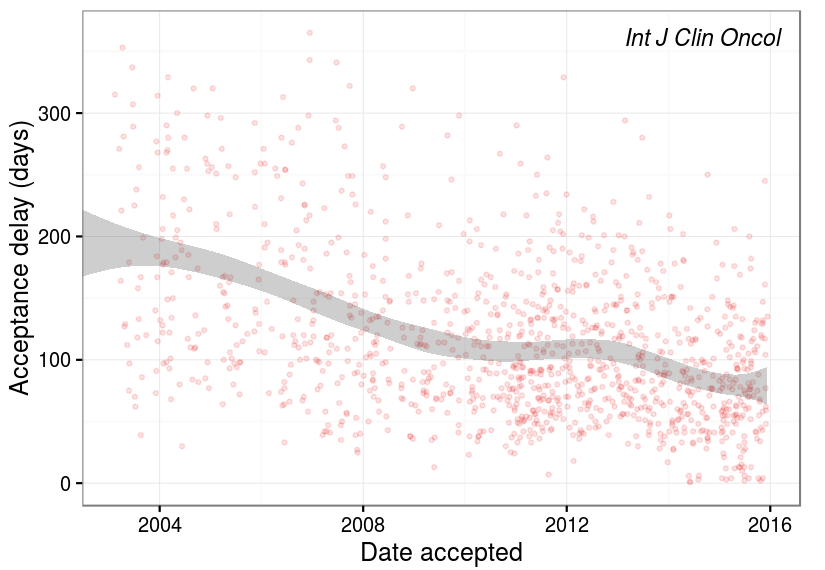 Int J Clin Oncol
Acceptance delay (days)
300
200
100
0
2004 2008 2012 2016
Date accepted